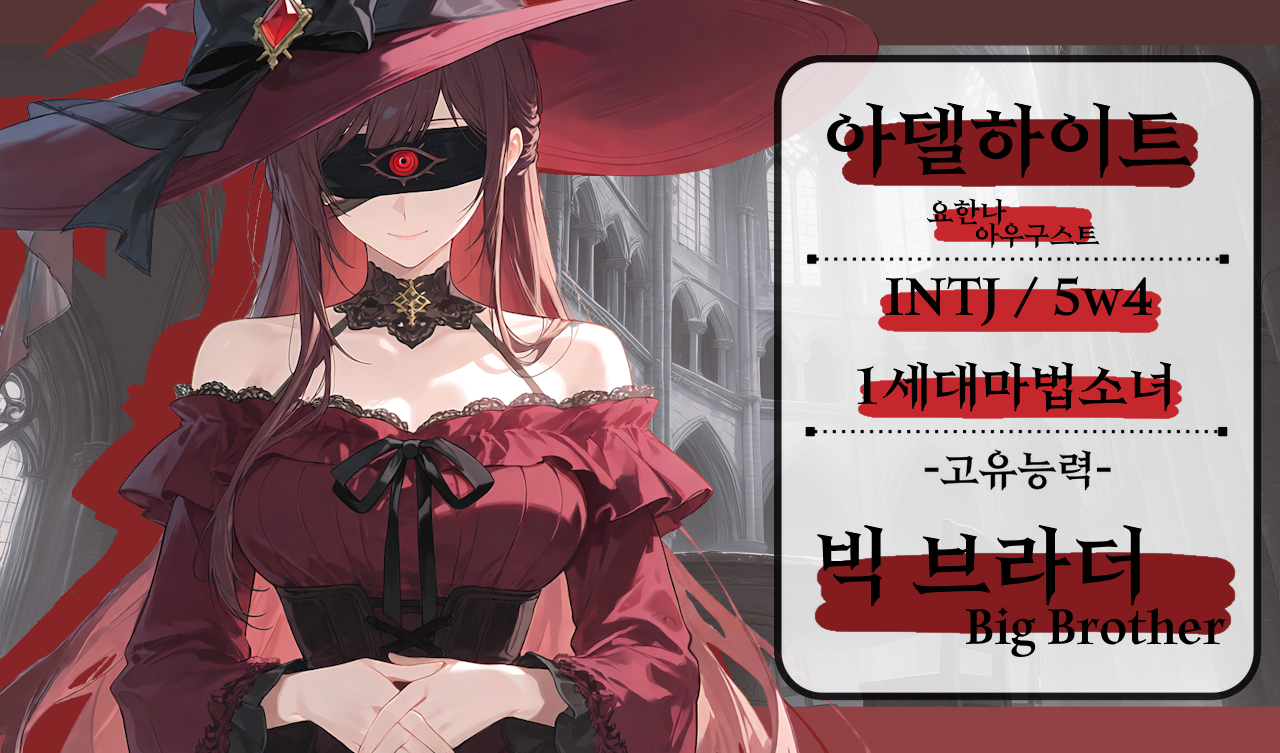 아델하이트
요한나
아우구스트
INTJ / 5w4
1세대마법소녀
-고유능력-
빅 브라더
Big Brother